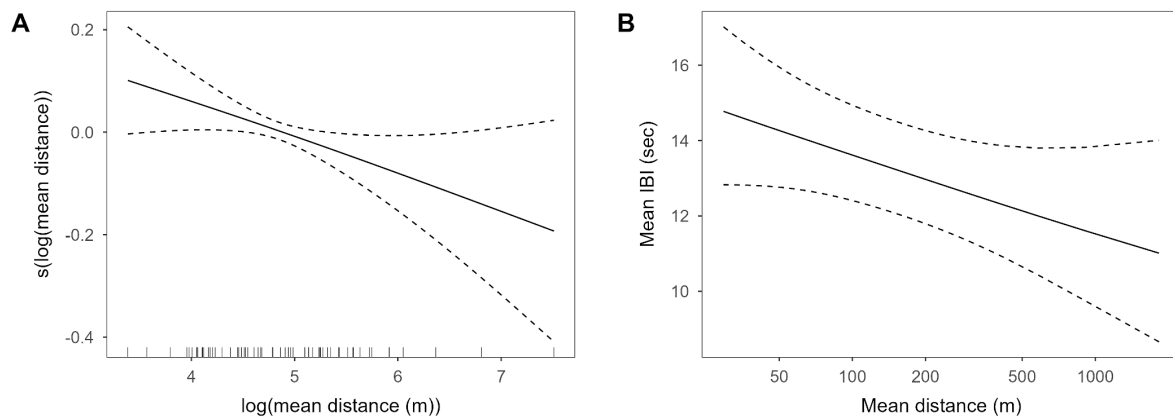 A
s(log(mean distance))
0.2
0.0
-0.2
-0.4
4 5 6 7
log(mean distance (m))
B
Mean IBI (sec)
16
14
12
10
50 100 200 500 1000
Mean distance (m)